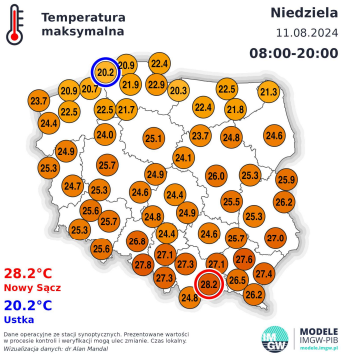 Temperatura
maksymalna
Niedziela
11.08.2024
08:00-20:00
20.2 20.9 22.4
20.9 20.7 21.9 22.9 20.3 22.5 21.3
23.7 22.5 22.5 21.7 22.4 21.8
24.4 24.0 25.1 23.7 24.8 24.6
24.9 25.7 24.1
25.3 24.9 26.0 25.3 25.9
24.7 25.3 24.6 24.4 25.5 26.2
25.6 25.7 24.8 24.9 25.3
25.3 24.4 24.6 25.7 27.0
25.6 26.8 27.1 27.6
27.8 27.3 27.1 27.4
27.3 28.2 26.5
24.8 26.2
28.2°C
Nowy Sącz
20.2°C
Ustka
Dane operacyjne ze stacji synoptycznych. Prezentowane wartości
w procesie kontroli i weryfikacji mogą ulec zmianie. Czas lokalny.
Wizualizacja danych: dr Alan Mandal
IM
GW
MODELE
IMGW-PIB
modele.imgw.pl